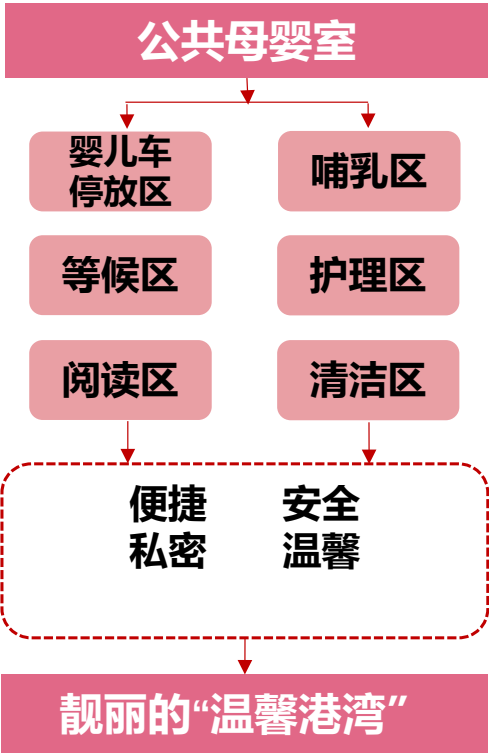 公共母婴室
婴儿车
停放区
哺乳区
等候区
护理区
阅读区
清洁区
便捷 安全
私密 温馨
靓丽的“温馨港湾”